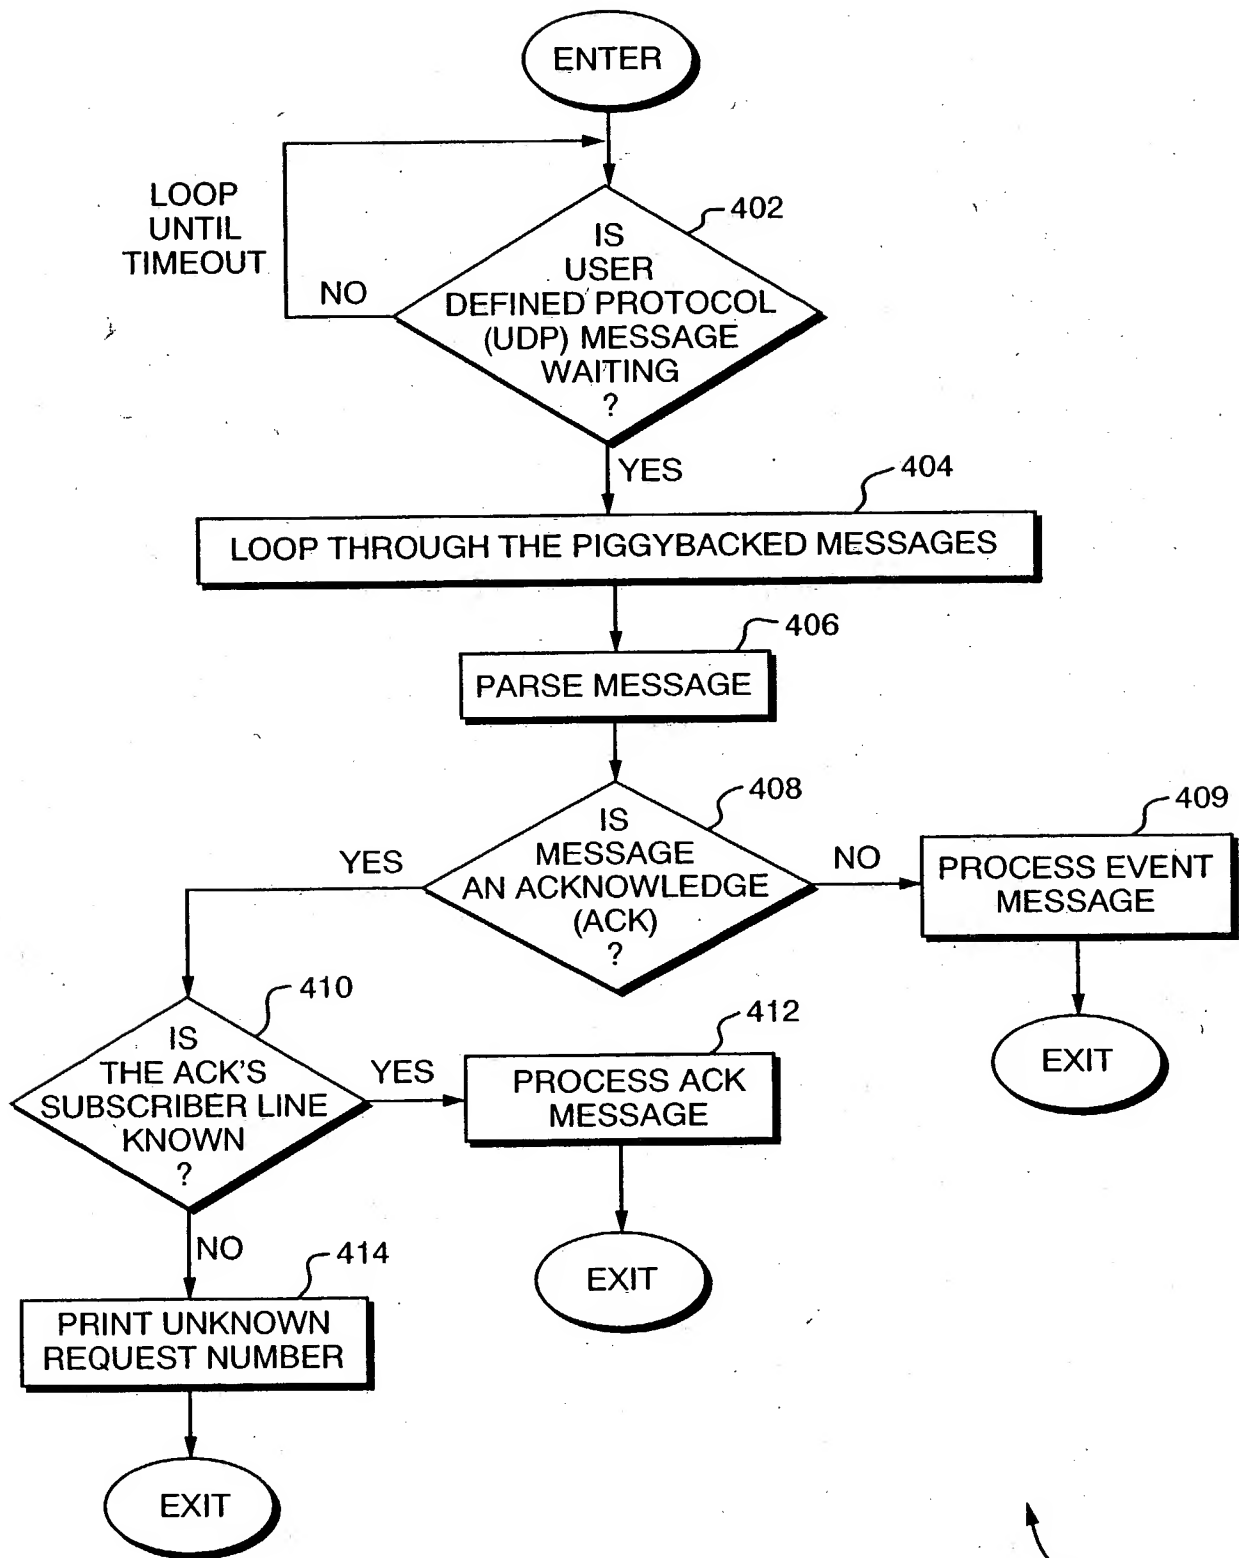 ENTER
LOOP
UNTIL
TIMEOUT
NO
402
IS
USER
DEFINED PROTOCOL
(UDP) MESSAGE
WAITING
?
YES
404
LOOP THROUGH THE PIGGYBACKED MESSAGES
406
PARSE MESSAGE
408
IS
MESSAGE
AN ACKNOWLEDGE
(ACK)
?
YES
NO
409
PROCESS EVENT
MESSAGE
EXIT
410
IS
THE ACK'S
SUBSCRIBER LINE
KNOWN
?
YES
412
PROCESS ACK
MESSAGE
EXIT
NO
414
PRINT UNKNOWN
REQUEST NUMBER
EXIT